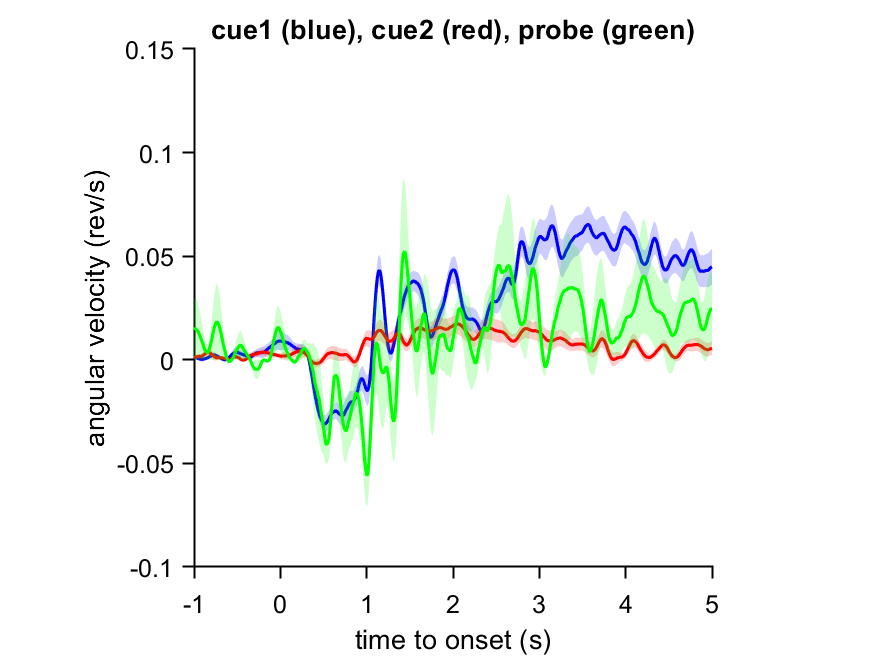 cue1 (blue), cue2 (red), probe (green)
0.15
0.1
0.05
0
-0.05
-0.1
angular velocity (rev/s)
-1 0 1 2 3 4 5
time to onset (s)